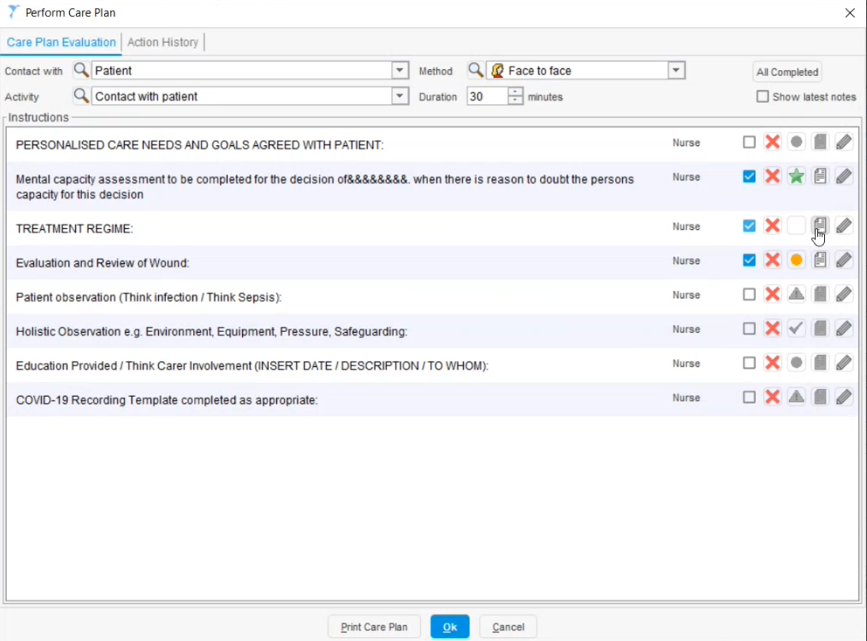 Perform Care Plan
Care Plan Evaluation
Action History
Contact with
Patient
Method
Face to face
All Completed
Activity
Contact with patient
Duration
30
minutes
Show latest notes
Instructions
PERSONALISED CARE NEEDS AND GOALS AGREED WITH PATIENT:
Nurse
Mental capacity assessment to be completed for the decision of&&&&&&&&. when there is reason to doubt the persons
capacity for this decision
Nurse
TREATMENT REGIME:
Nurse
Evaluation and Review of Wound:
Nurse
Patient observation (Think infection / Think Sepsis):
Nurse
Holistic Observation e.g. Environment, Equipment, Pressure, Safeguarding:
Nurse
Education Provided / Think Carer Involvement (INSERT DATE / DESCRIPTION / TO WHOM):
Nurse
COVID-19 Recording Template completed as appropriate:
Nurse
Print Care Plan
Ok
Cancel